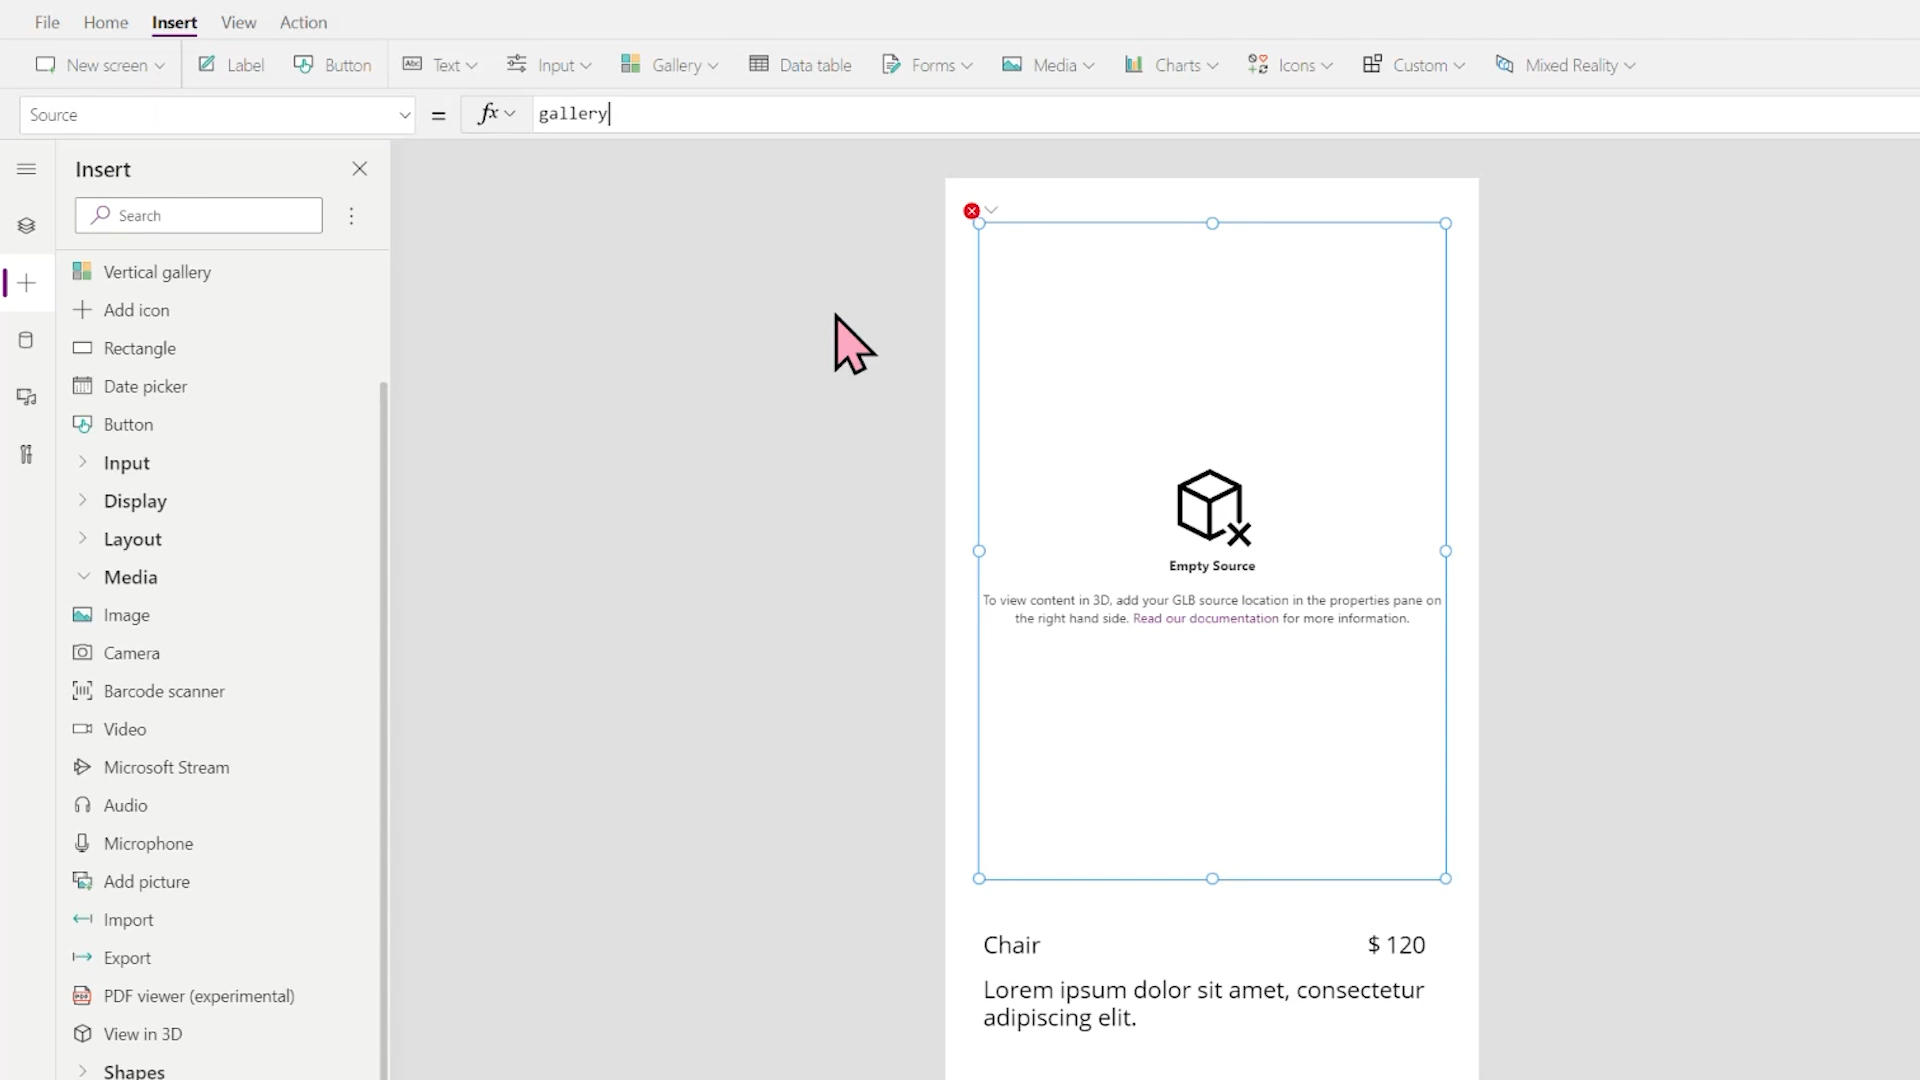 File Home Insert View Action
New screen Label Button Text Input Gallery Data table Forms Media Charts Icons Custom Mixed Reality
Source = fx gallery
Insert
Search
Vertical gallery
Add icon
Rectangle
Date picker
Button
Input
Display
Layout
Media
Image
Camera
Barcode scanner
Video
Microsoft Stream
Audio
Microphone
Add picture
Import
Export
PDF viewer (experimental)
View in 3D
Shapes
Empty Source
To view content in 3D, add your GLB source location in the properties pane on
the right hand side. Read our documentation for more information.
Chair $ 120
Lorem ipsum dolor sit amet, consectetur
adipiscing elit.